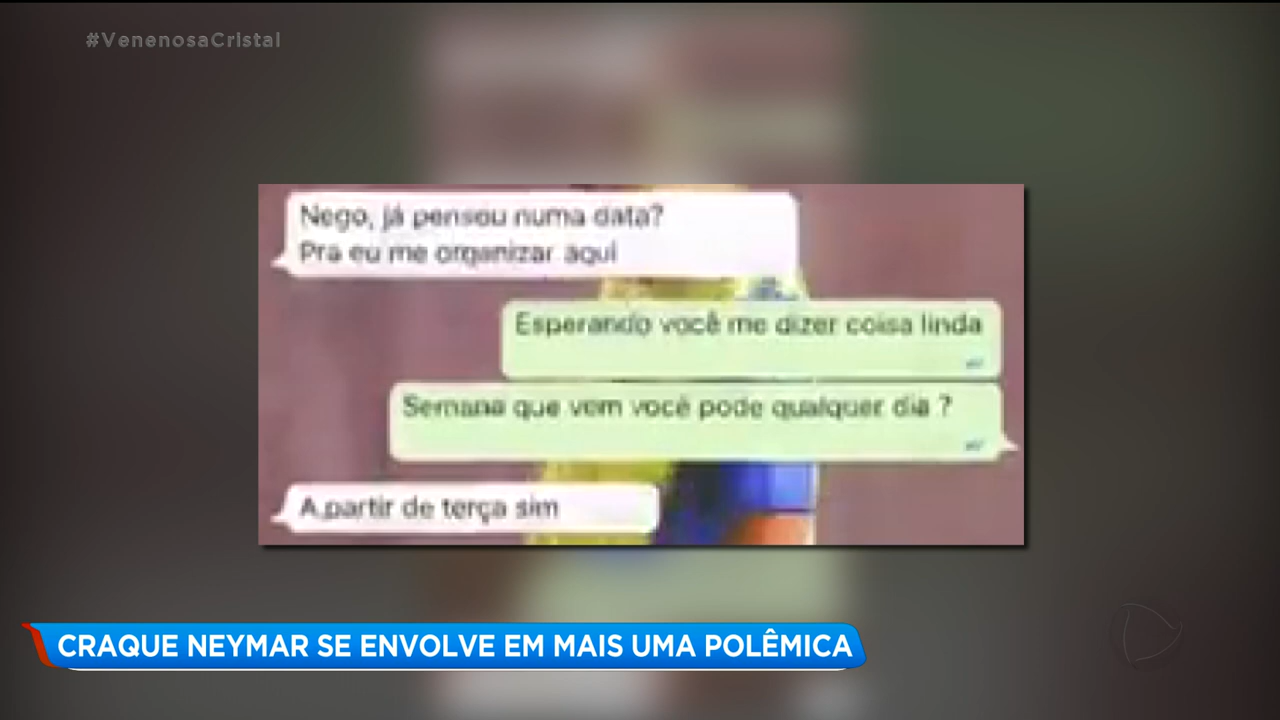 #VenenosaCristal
Nego, já pensou numa data?
Pra eu me organizar aqui
Esperando você me dizer coisa linda
Semana que vem você pode qualquer dia ?
A partir de terça sim
CRAQUE NEYMAR SE ENVOLVE EM MAIS UMA POLÊMICA